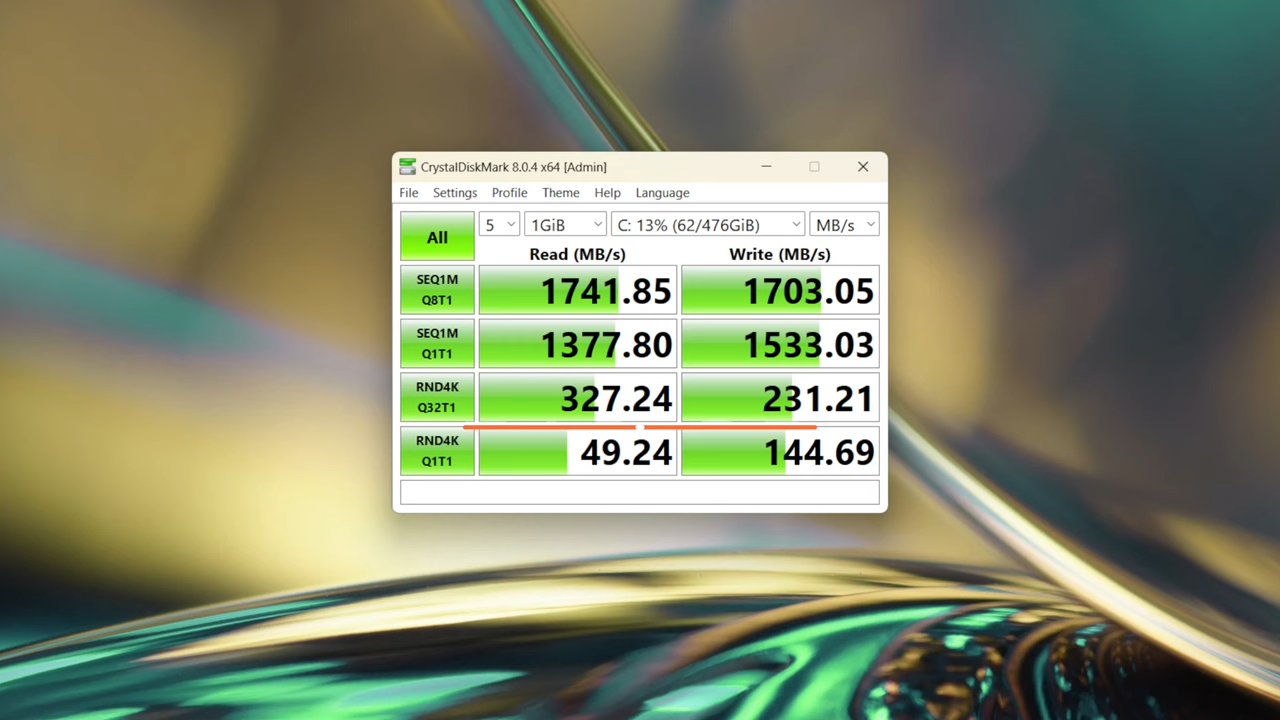 CrystalDiskMark 8.0.4 x64 [Admin]
File Settings Profile Theme Help Language
All 5 1GiB C: 13% (62/476GiB) MB/s
Read (MB/s) Write (MB/s)
SEQ1M
Q8T1 1741.85 1703.05
SEQ1M
Q1T1 1377.80 1533.03
RND4K
Q32T1 327.24 231.21
RND4K
Q1T1 49.24 144.69